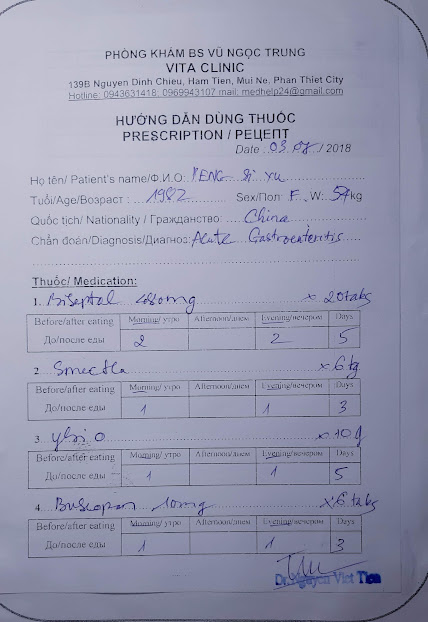 PHÒNG KHÁM BS VŨ NGỌC TRUNG
VITA CLINIC
139B Nguyen Dinh Chieu, Ham Tien, Mui Ne, Phan Thiet City
Hotline: 0943631418; 0969943107 mail: medhelp24@gmail.com
HƯỚNG DẪN DÙNG THUỐC
PRESCRIPTION / РЕЦЕПТ
Date: 03 / 2018
Họ tên/ Patient's name/Ф.И.О: Yu
Tuổi/Age/Возраст: 1982 Sex/Пол: F W: 54kg
Quốc tịch/ Nationality / Гражданство: China
Chẩn đoán/Diagnosis/Диагноз: Acute Gastroenteritis
Thuốc/ Medication:
1. Biseptol 480mg x 20 tabs
Before/after eating Morning/ утро Afternoon/днем Evening/вечером Days
До/после еды 2 2 5
2. Smecta x 6
Before/after eating Morning/ утро Afternoon/днем Evening/вечером Days
До/после еды 1 1 3
3. x 10
Before/after eating Morning/ утро Afternoon/днем Evening/вечером Days
До/после еды 1 1 5
4. Buscopan 10mg x 6 tabs
Before/after eating Morning/ утро Afternoon/днем Evening/вечером Days
До/после еды 1 1 3
Dr. Nguyen Viet Tien